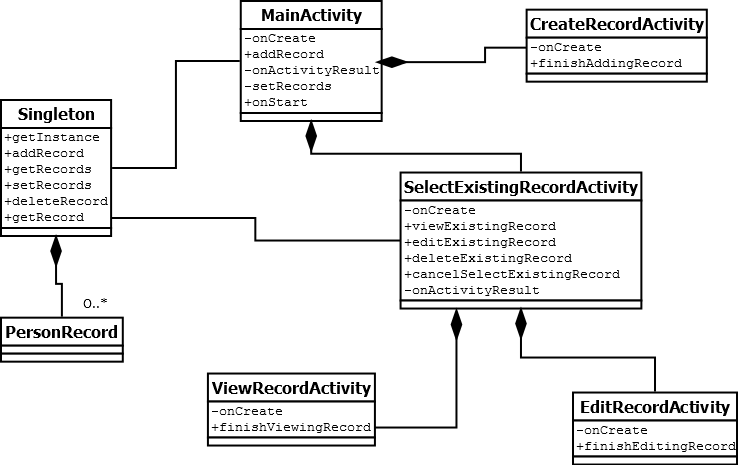 MainActivity
-onCreate
+addRecord
-onActivityResult
-setRecords
+onStart
CreateRecordActivity
-onCreate
+finishAddingRecord
Singleton
+getInstance
+addRecord
+getRecords
+setRecords
+deleteRecord
+getRecord
SelectExistingRecordActivity
-onCreate
+viewExistingRecord
+editExistingRecord
+deleteExistingRecord
+cancelSelectExistingRecord
-onActivityResult
0..*
PersonRecord
ViewRecordActivity
-onCreate
+finishViewingRecord
EditRecordActivity
-onCreate
+finishEditingRecord